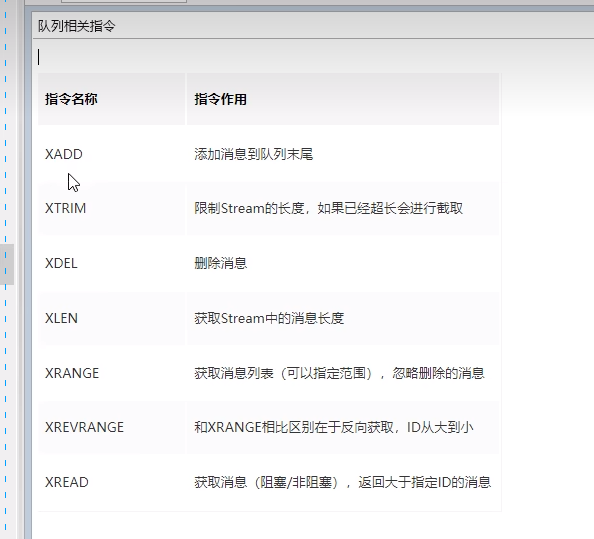 队列相关指令
指令名称 指令作用
XADD 添加消息到队列末尾
XTRIM 限制Stream的长度，如果已经超长会进行截取
XDEL 删除消息
XLEN 获取Stream中的消息长度
XRANGE 获取消息列表（可以指定范围），忽略删除的消息
XREVRANGE 和XRANGE相比区别在于反向获取，ID从大到小
XREAD 获取消息（阻塞/非阻塞），返回大于指定ID的消息